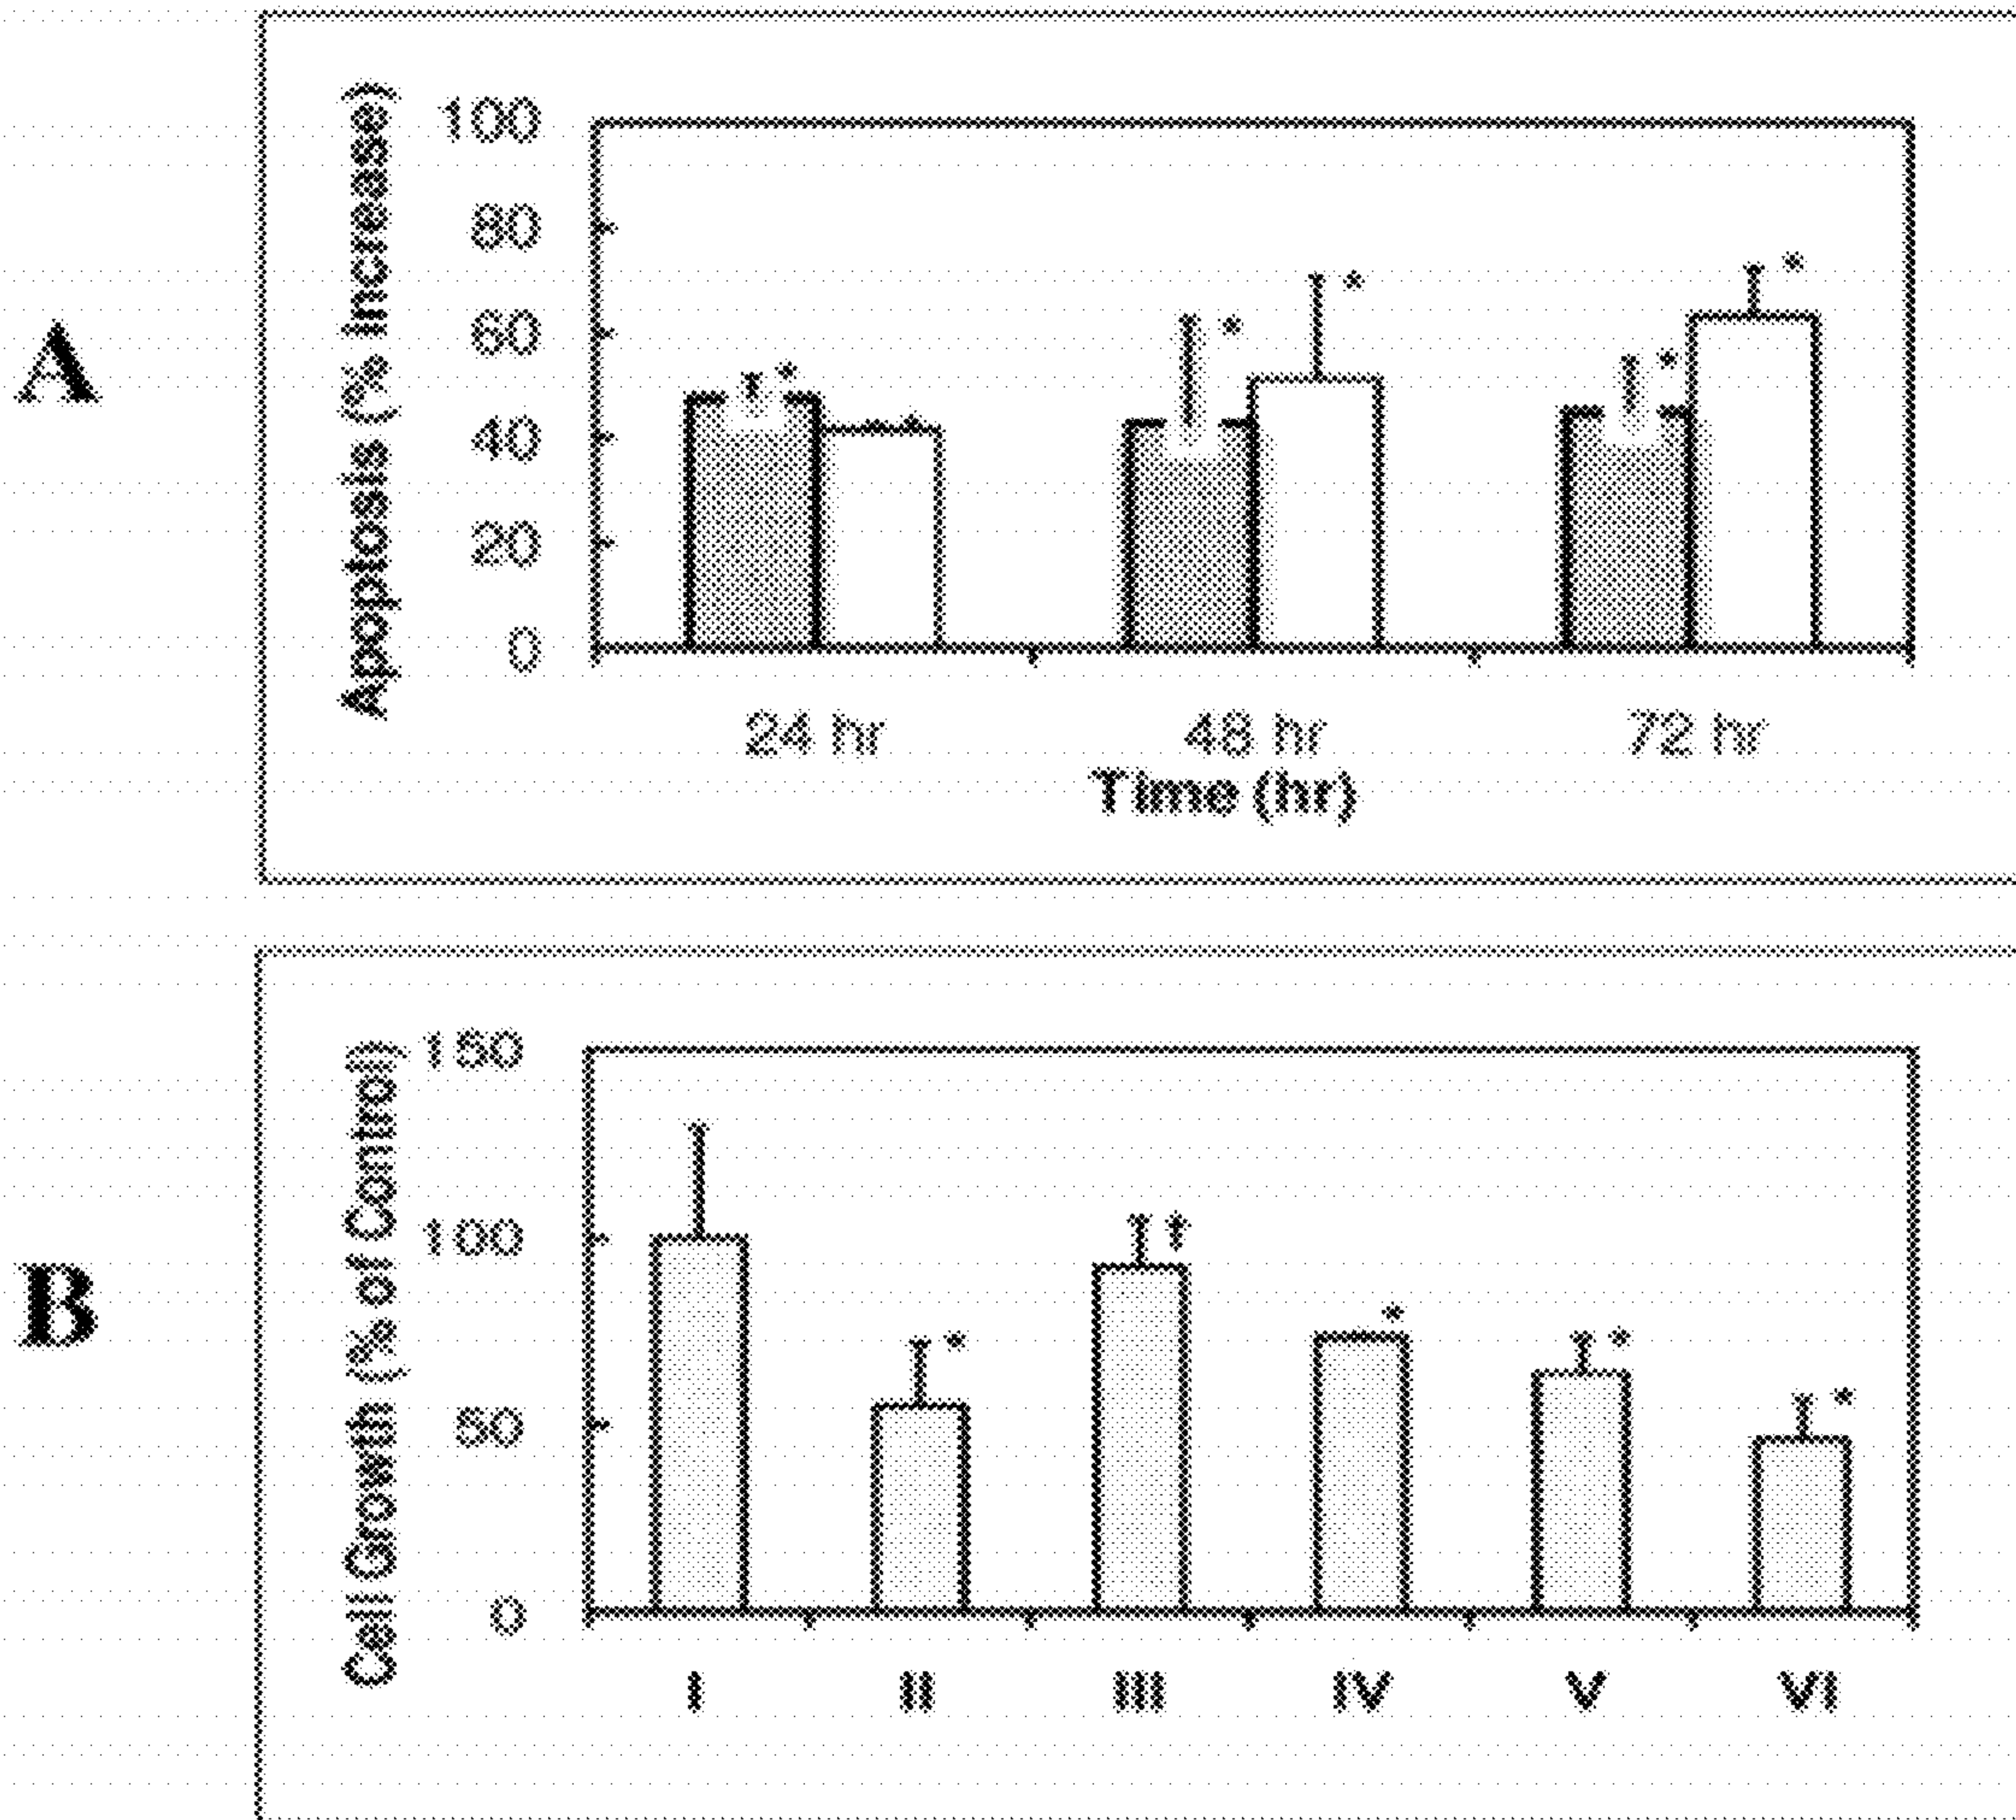 A
Apoptosis (% Increase)
100
80
60
40
20
0
* *
* *
* *
24 hr 48 hr 72 hr
Time (hr)
B
Cell Growth (% of Control)
150
100
50
0
* † * * *
I II III IV V VI